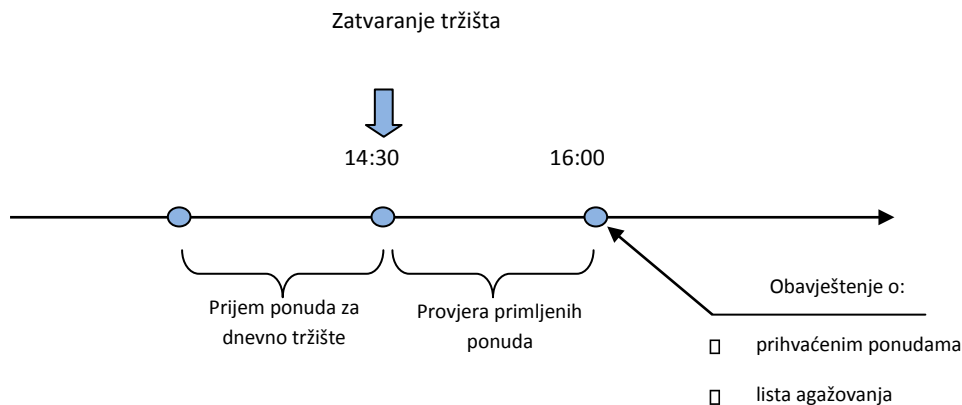 Zatvaranje tržišta
14:30
16:00
Prijem ponuda za
dnevno tržište
Provjera primljenih
ponuda
Obavještenje o:
prihvaćenim ponudama
lista agažovanja